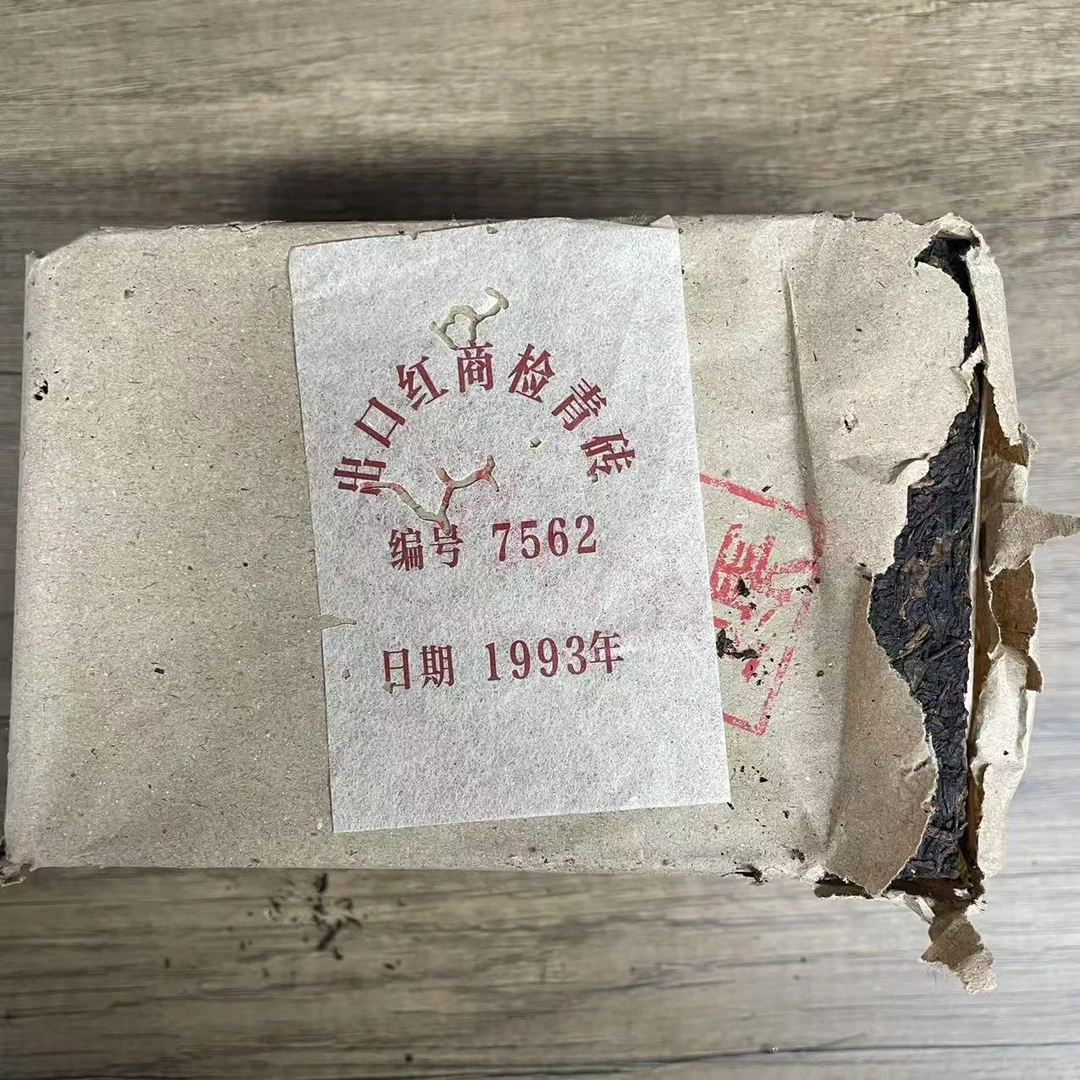 出口红商检青砖
编号 7562
日期 1993年